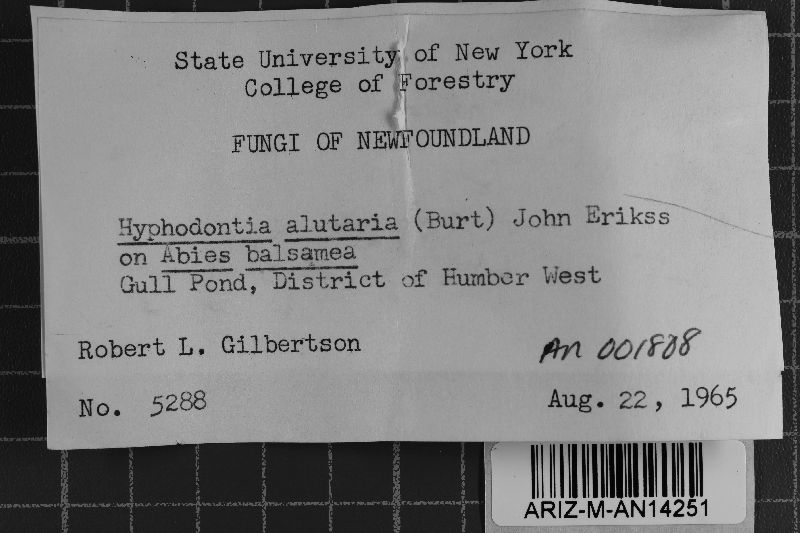 State University of New York
College of Forestry
FUNGI OF NEWFOUNDLAND
Hyphodontia alutaria (Burt) John Erikss
on Abies balsamea
Gull Pond, District of Humber West
Robert L. Gilbertson
AN 001808
No. 5288
Aug. 22, 1965
ARIZ-M-AN14251